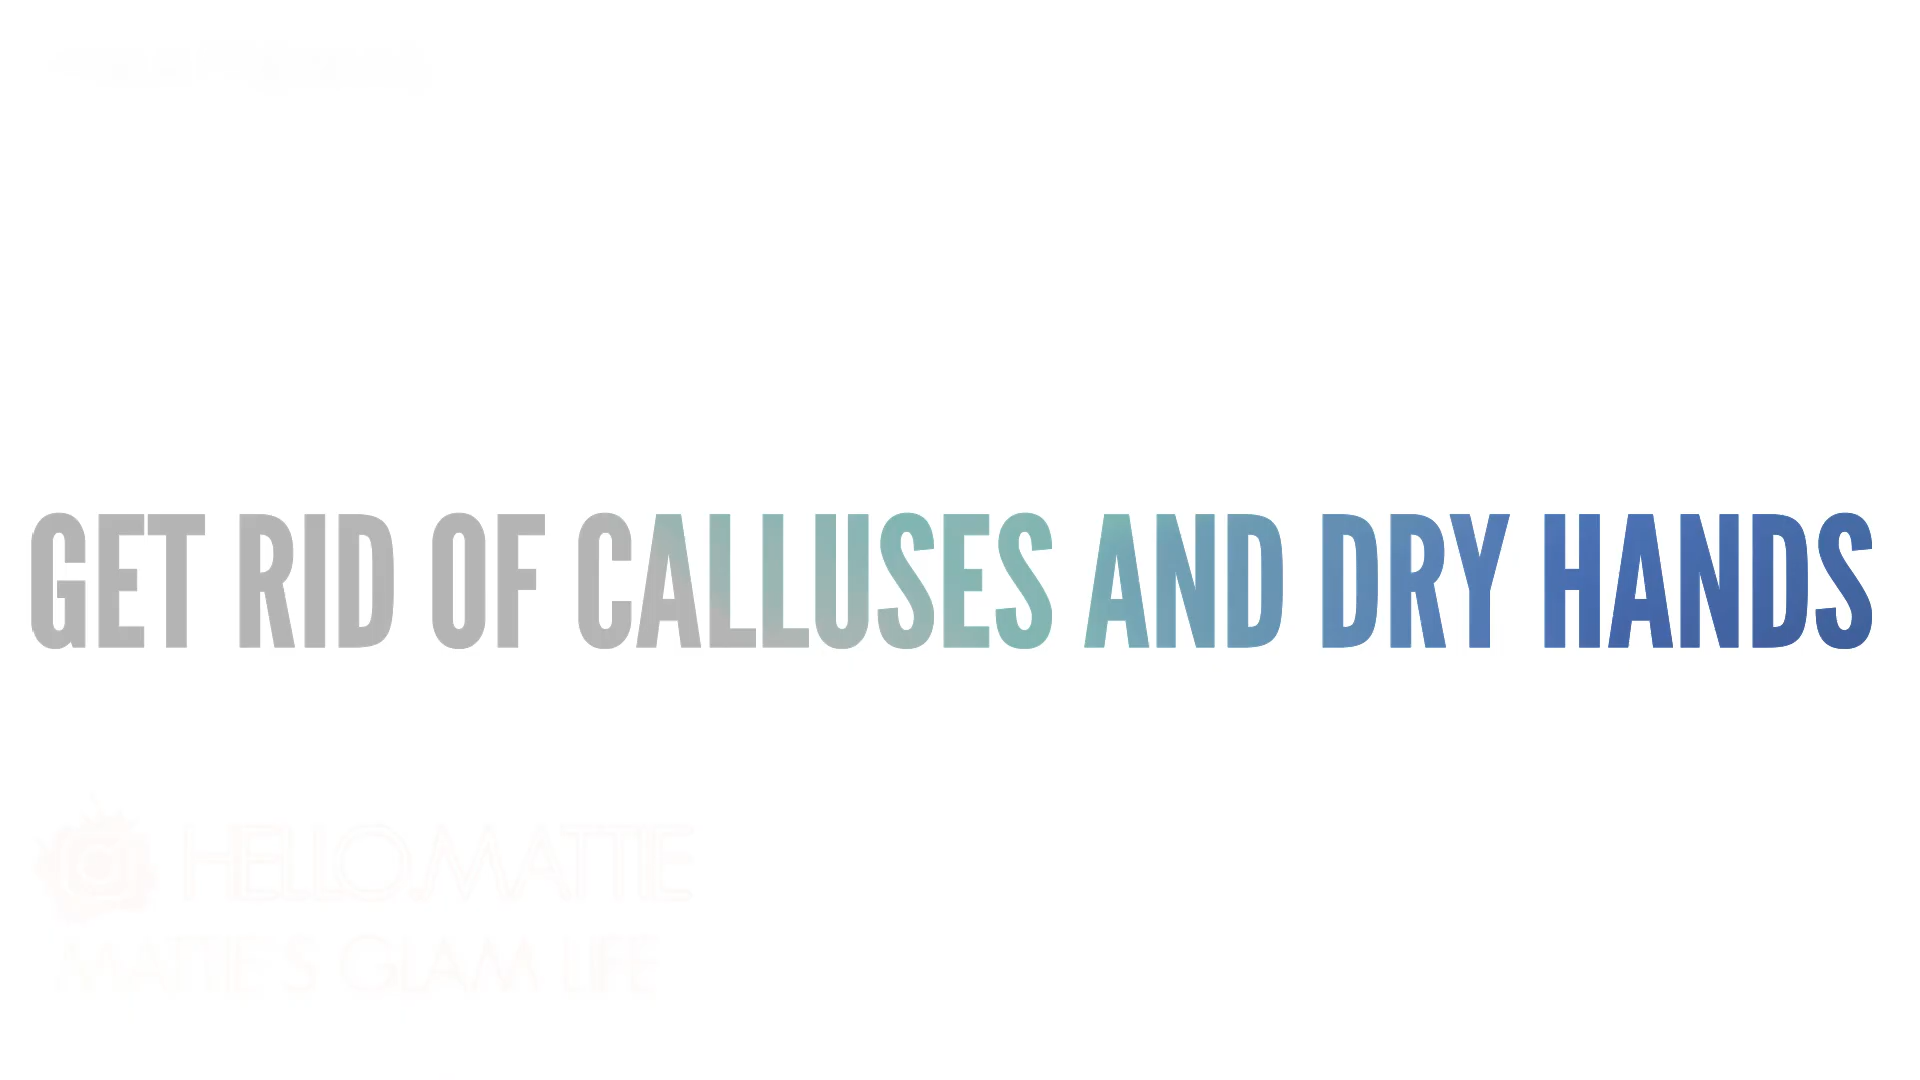 GET RID OF CALLUSES AND DRY HANDS
HELLOMATTIE
MATTIE'S GLAM LIFE